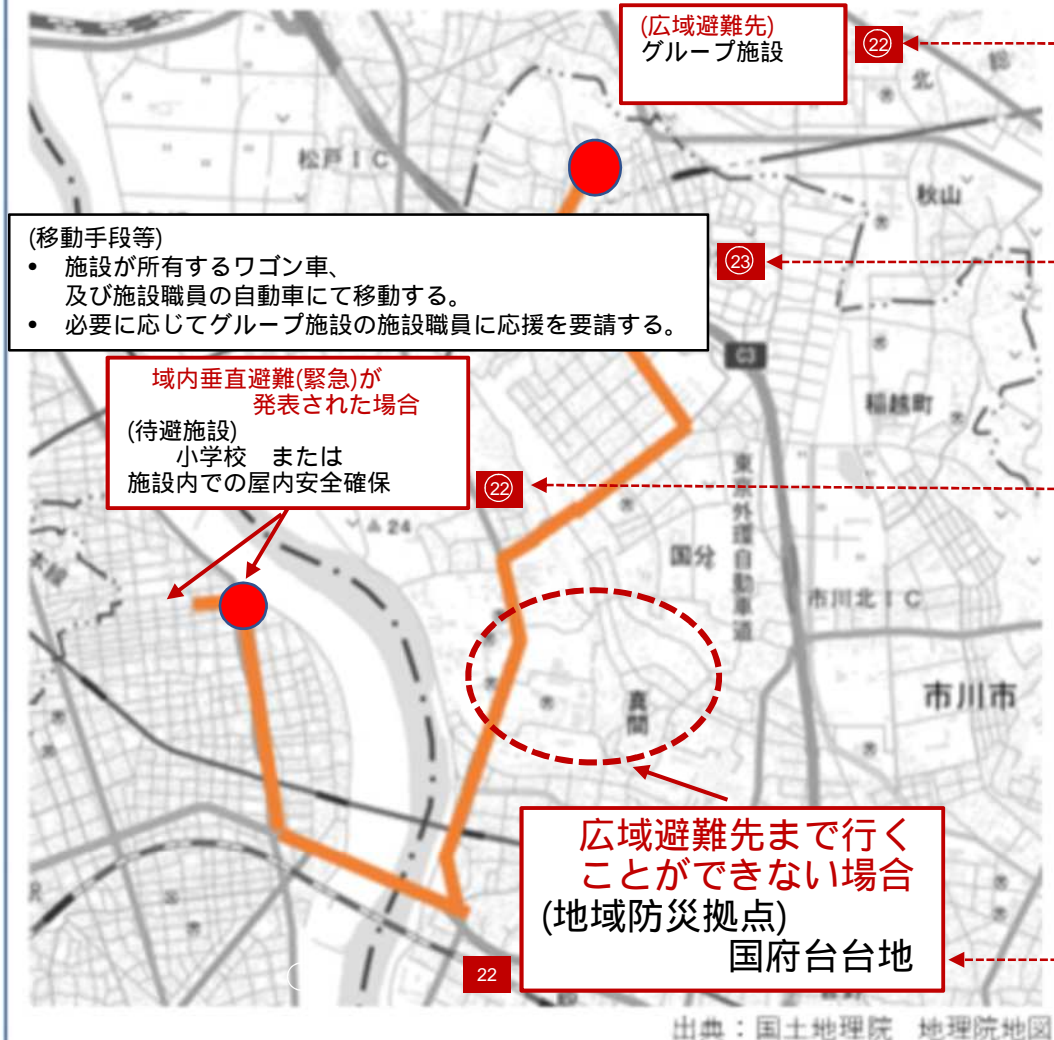 (広域避難先)
グループ施設
㉒
北
松戸IC
秋山
(移動手段等)
• 施設が所有するワゴン車、
及び施設職員の自動車にて移動する。
• 必要に応じてグループ施設の施設職員に応援を要請する。
㉓
C3
域内垂直避難(緊急)が
発表された場合
(待避施設)
小学校 または
施設内での屋内安全確保
㉒
稲越町
東京外環自動車道
24
国分
本線
市川北IC
市川市
真間
広域避難先まで行く
ことができない場合
(地域防災拠点)
国府台台地
22
出典:国土地理院 地理院地図